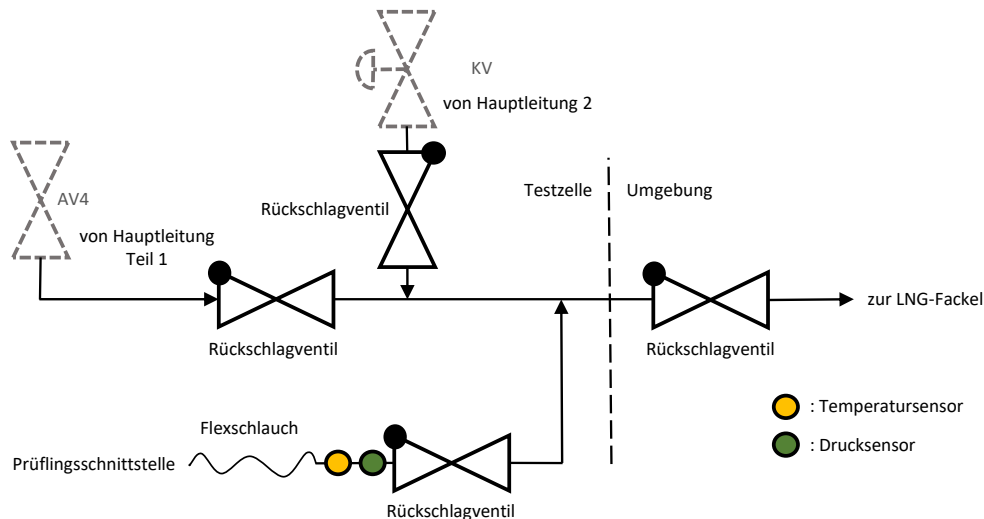 KV
von Hauptleitung 2
AV4
von Hauptleitung
Teil 1
Rückschlagventil
Testzelle
Umgebung
zur LNG-Fackel
Rückschlagventil
Rückschlagventil
Flexschlauch
Prüflingsschnittstelle
Rückschlagventil
: Temperatursensor
: Drucksensor